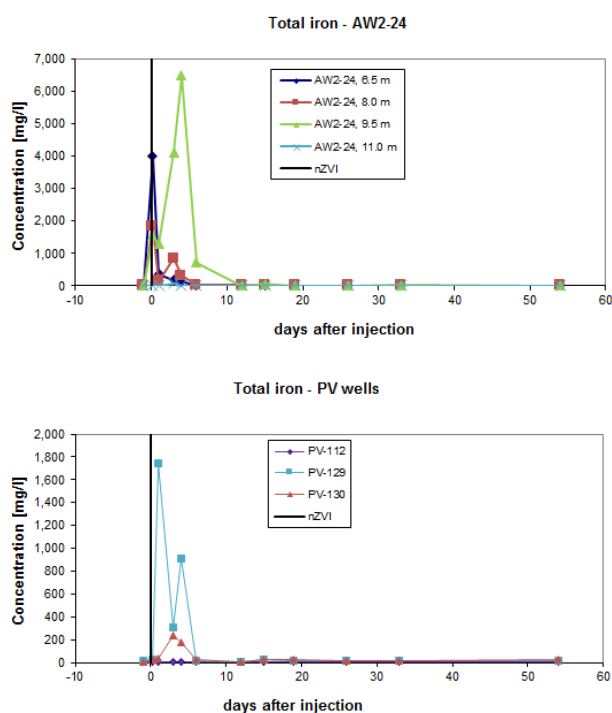 Total iron - AW2-24
7,000
6,000
5,000
4,000
3,000
2,000
1,000
0
Concentration [mg/l]
AW2-24, 6.5 m
AW2-24, 8.0 m
AW2-24, 9.5 m
AW2-24, 11.0 m
nZVI
-10 0 10 20 30 40 50 60
days after injection
Total iron - PV wells
2,000
1,800
1,600
1,400
1,200
1,000
800
600
400
200
0
Concentration [mg/l]
PV-112
PV-129
PV-130
nZVI
-10 0 10 20 30 40 50 60
days after injection